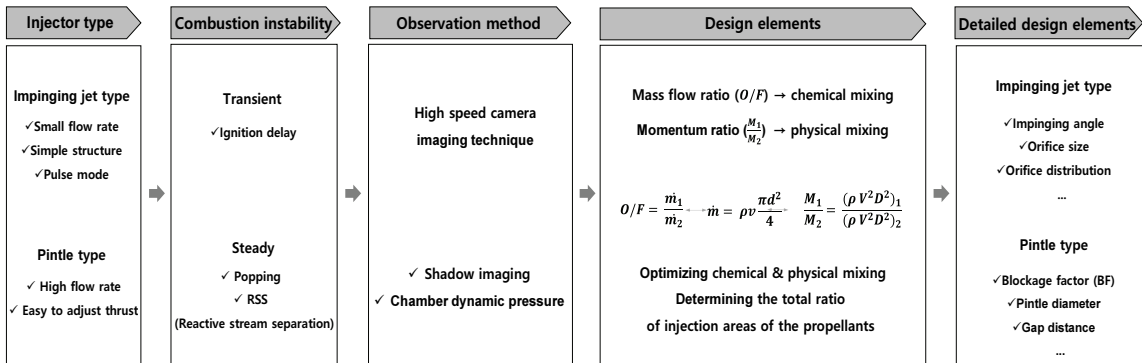 Injector type
Impinging jet type
✓Small flow rate
✓Simple structure
✓Pulse mode
Pintle type
✓ High flow rate
✓ Easy to adjust thrust
Combustion instability
Transient
✓Ignition delay
Steady
✓ Popping
✓ RSS
(Reactive stream separation)
Observation method
High speed camera
imaging technique
✓ Shadow imaging
✓ Chamber dynamic pressure
Design elements
Mass flow ratio (O/F) → chemical mixing
Momentum ratio (M₁/M₂) → physical mixing
O/F = ṁ₁/ṁ₂ ↔ ṁ = ρv πd²/4 ↔ M₁/M₂ = (ρ V²D²)₁/(ρ V²D²)₂
Optimizing chemical & physical mixing
Determining the total ratio
of injection areas of the propellants
Detailed design elements
Impinging jet type
✓Impinging angle
✓Orifice size
✓Orifice distribution
...
Pintle type
✓Blockage factor (BF)
✓Pintle diameter
✓Gap distance
...